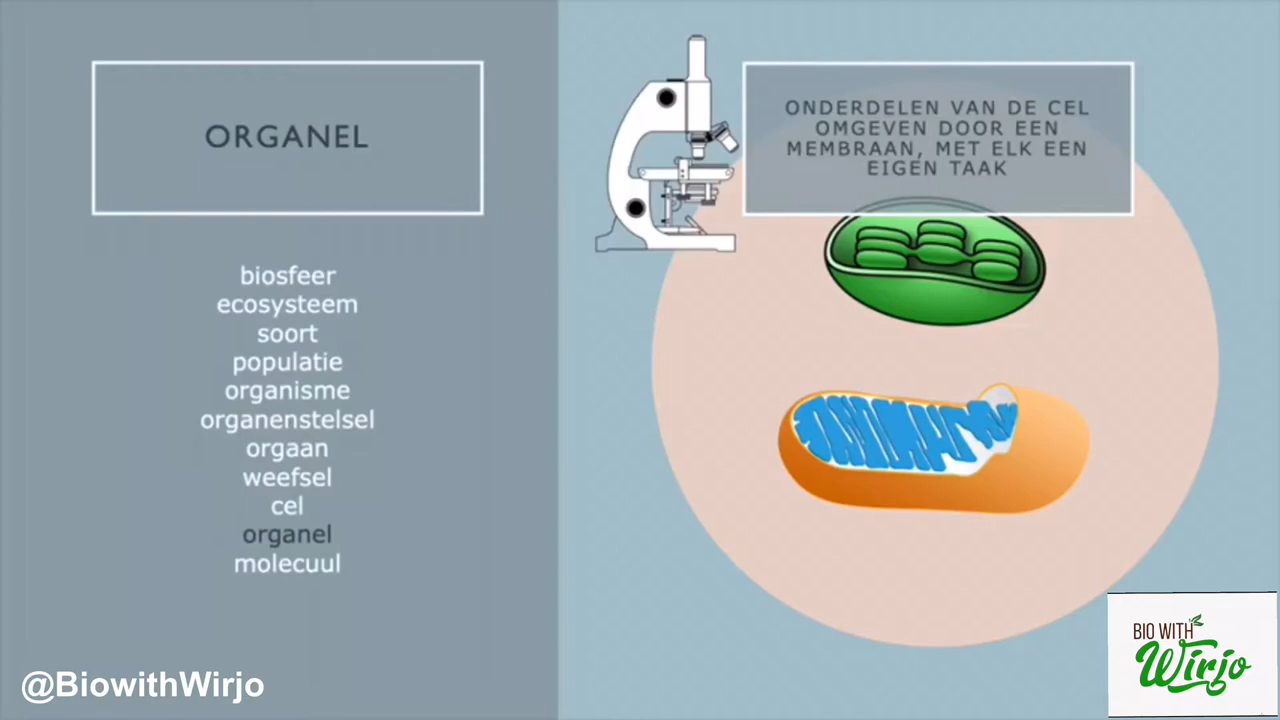 ORGANEL
biosfeer
ecosysteem
soort
populatie
organisme
organenstelsel
orgaan
weefsel
cel
organel
molecuul
@BiowithWirjo
ONDERDELEN VAN DE CEL
OMGEVEN DOOR EEN
MEMBRAAN, MET ELK EEN
EIGEN TAAK
BIO WITH
Wirjo